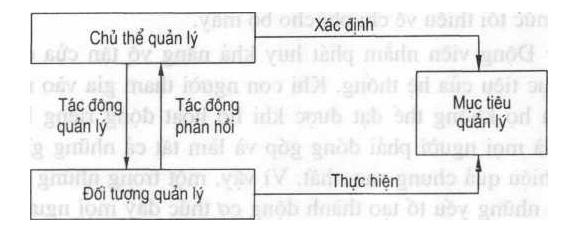 Chủ thể quản lý
Xác định
Tác động
quản lý
Tác động
phản hồi
Mục tiêu
quản lý
Đối tượng quản lý
Thực hiện